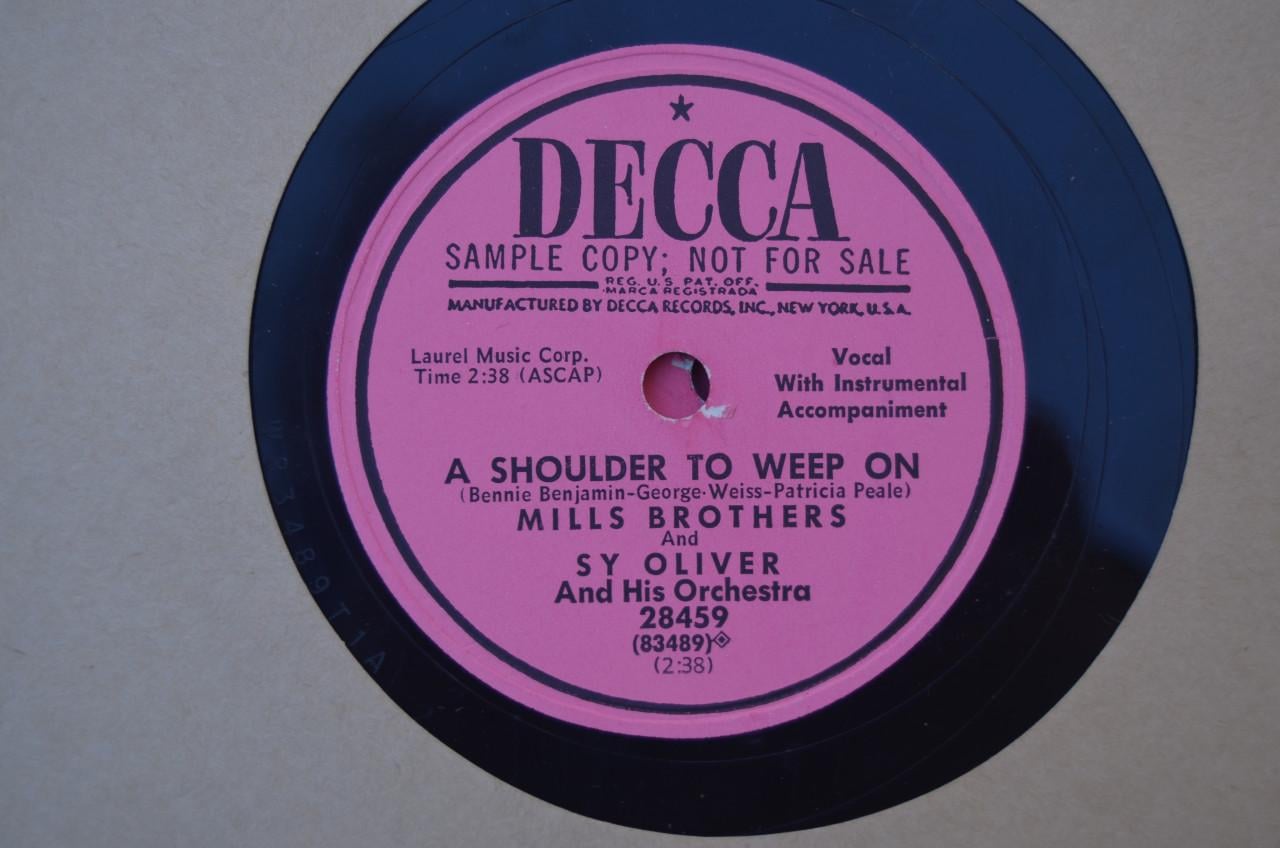 DECCA
SAMPLE COPY; NOT FOR SALE
REG. U.S. PAT. OFF.
MARCA REGISTRADA
MANUFACTURED BY DECCA RECORDS, INC., NEW YORK, U.S.A.
Laurel Music Corp.
Time 2:38 (ASCAP)
Vocal
With Instrumental
Accompaniment
A SHOULDER TO WEEP ON
(Bennie Benjamin-George Weiss-Patricia Peale)
MILLS BROTHERS
And
SY OLIVER
And His Orchestra
28459
(83489)
(2:38)
W 83489T1A